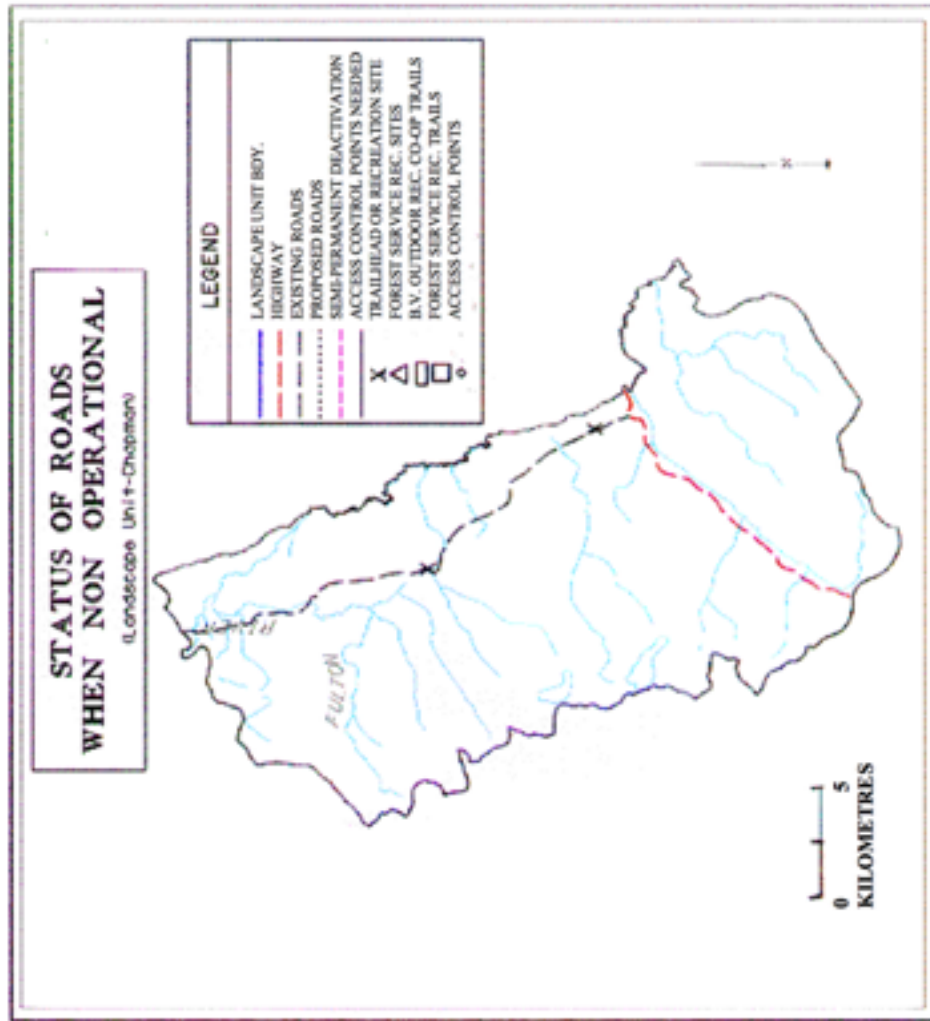 STATUS OF ROADS
WHEN NON OPERATIONAL
(Landscape Unit-Chapman)
LEGEND
LANDSCAPE UNIT BDY.
HIGHWAY
EXISTING ROADS
PROPOSED ROADS
SEMI-PERMANENT DEACTIVATION
ACCESS CONTROL POINTS NEEDED
TRAILHEAD OR RECREATION SITE
FOREST SERVICE REC. SITES
B.V. OUTDOOR REC. CO-OP TRAILS
FOREST SERVICE REC. TRAILS
ACCESS CONTROL POINTS
FULTON
N
0 5
KILOMETRES